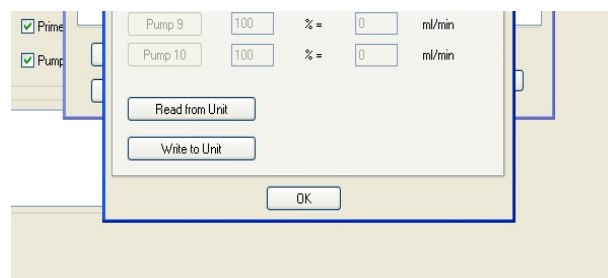 Prime
Pump 9 100 % = 0 ml/min
Pump
Pump 10 100 % = 0 ml/min
Read from Unit
Write to Unit
OK